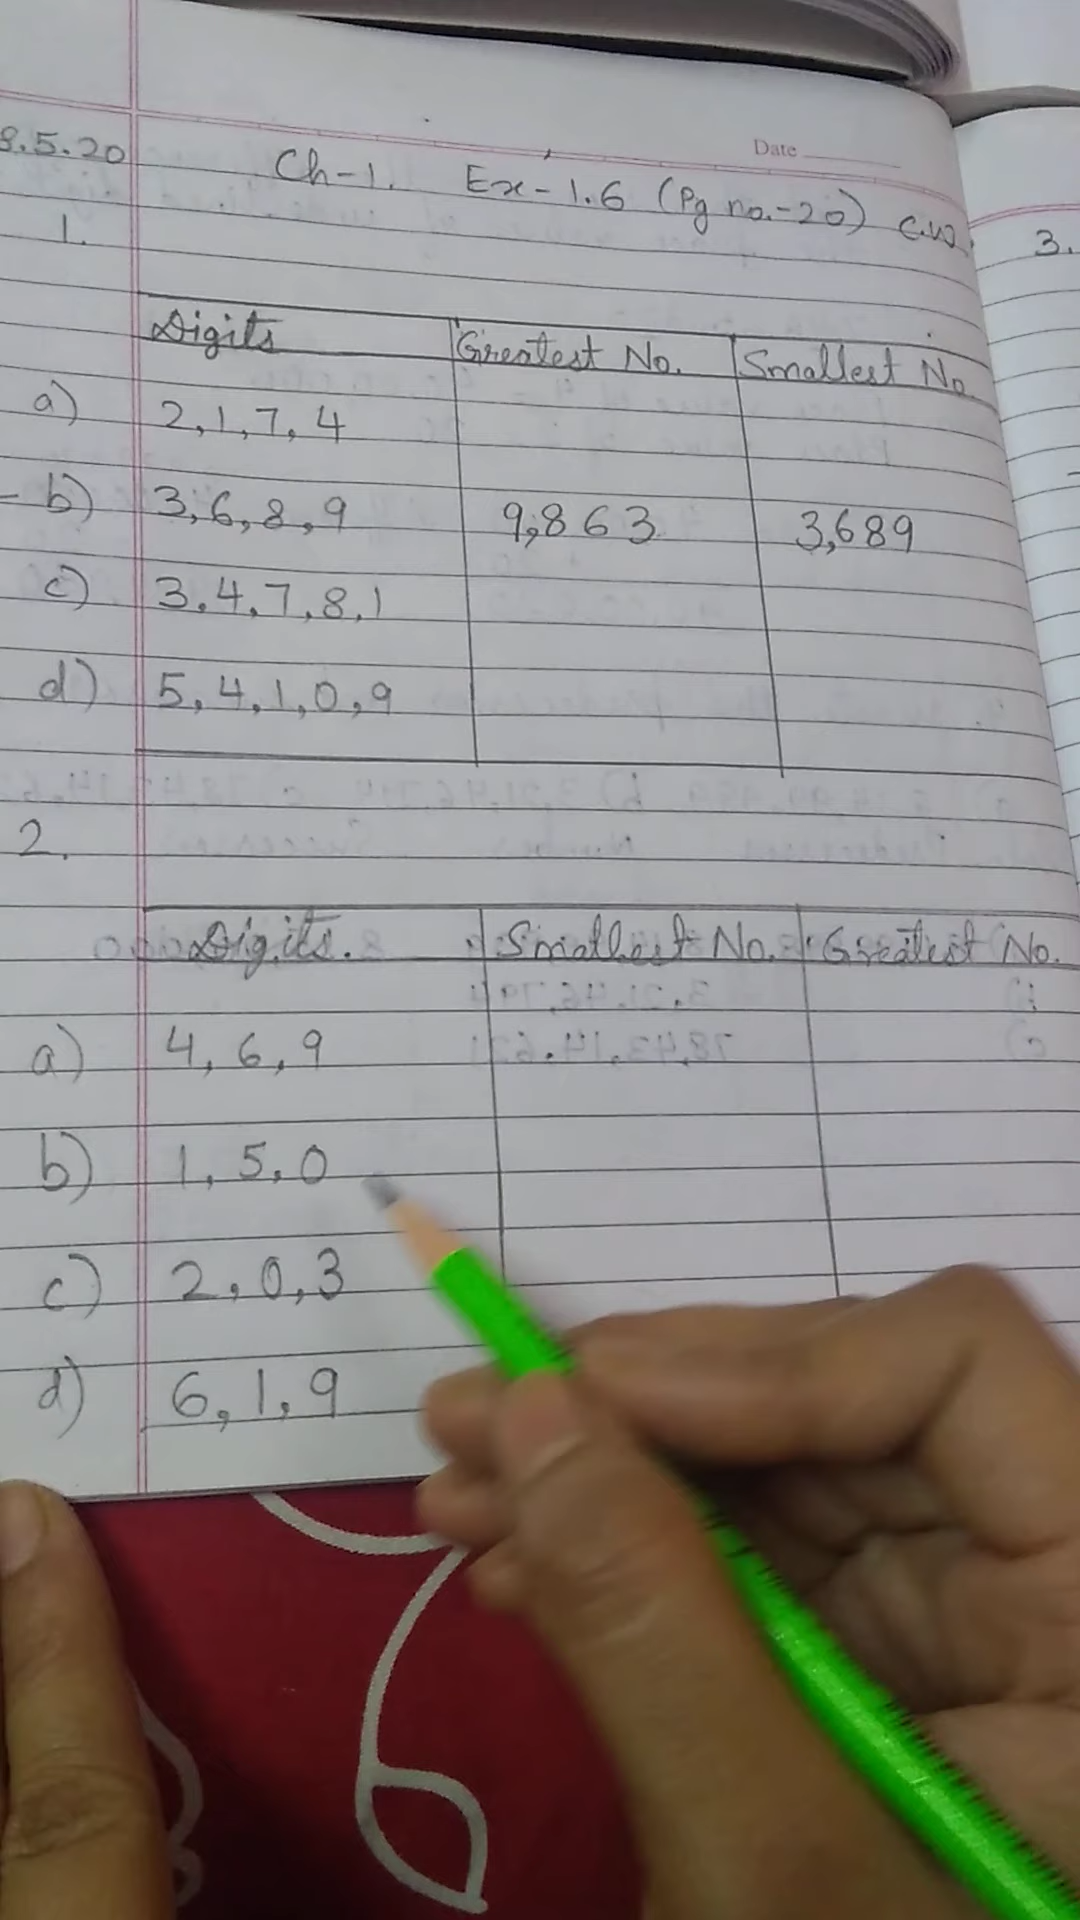 Date
8.5.20
Ch-1. Ex-1.6 (Pg no.-20) C.W.
1.
Digits Greatest No. Smallest No.
a) 2,1,7,4
b) 3,6,8,9 9,863 3,689
c) 3,4,7,8,1
d) 5,4,1,0,9
2.
Digits. Smallest No. Greatest No.
a) 4,6,9
b) 1,5,0
c) 2,0,3
d) 6,1,9
3.